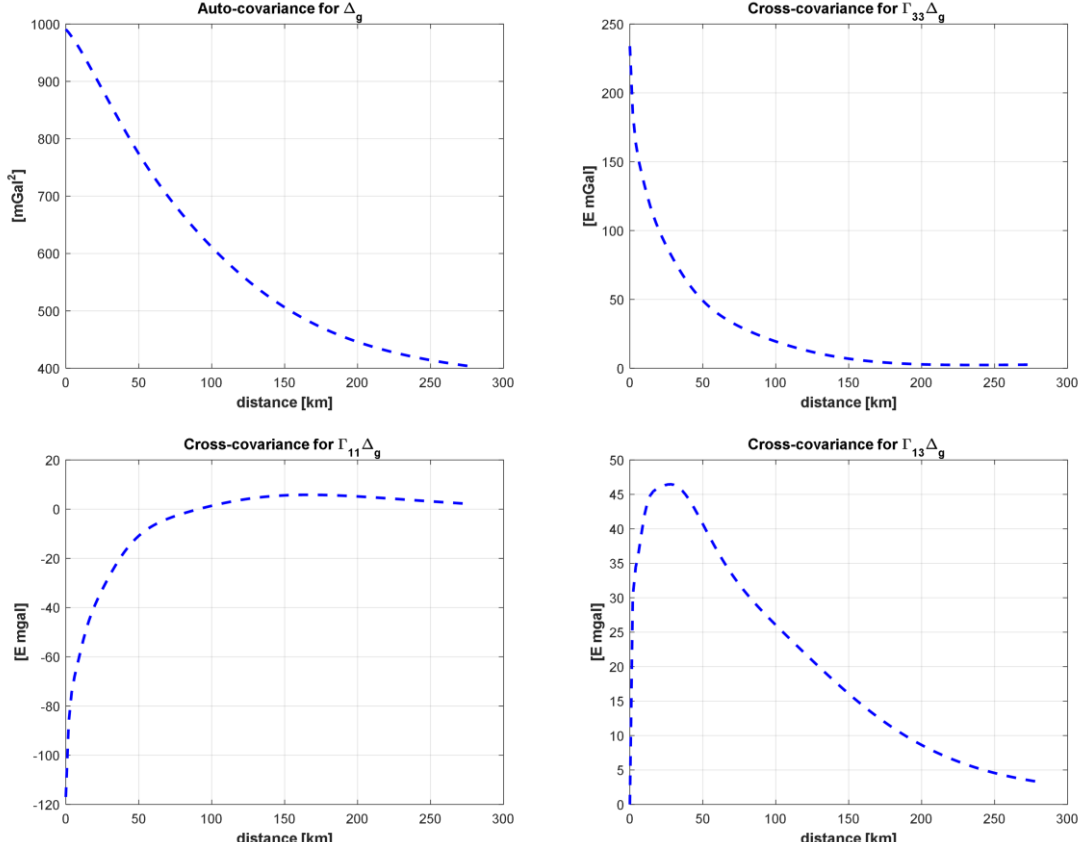 Auto-covariance for Δg
1000
900
800
700
600
500
400
[mGal²]
0 50 100 150 200 250 300
distance [km]
Cross-covariance for Γ33Δg
250
200
150
100
50
0
[E mGal]
0 50 100 150 200 250 300
distance [km]
Cross-covariance for Γ11Δg
20
0
-20
-40
-60
-80
-100
-120
[E mgal]
0 50 100 150 200 250 300
distance [km]
Cross-covariance for Γ13Δg
50
45
40
35
30
25
20
15
10
5
0
[E mgal]
0 50 100 150 200 250 300
distance [km]